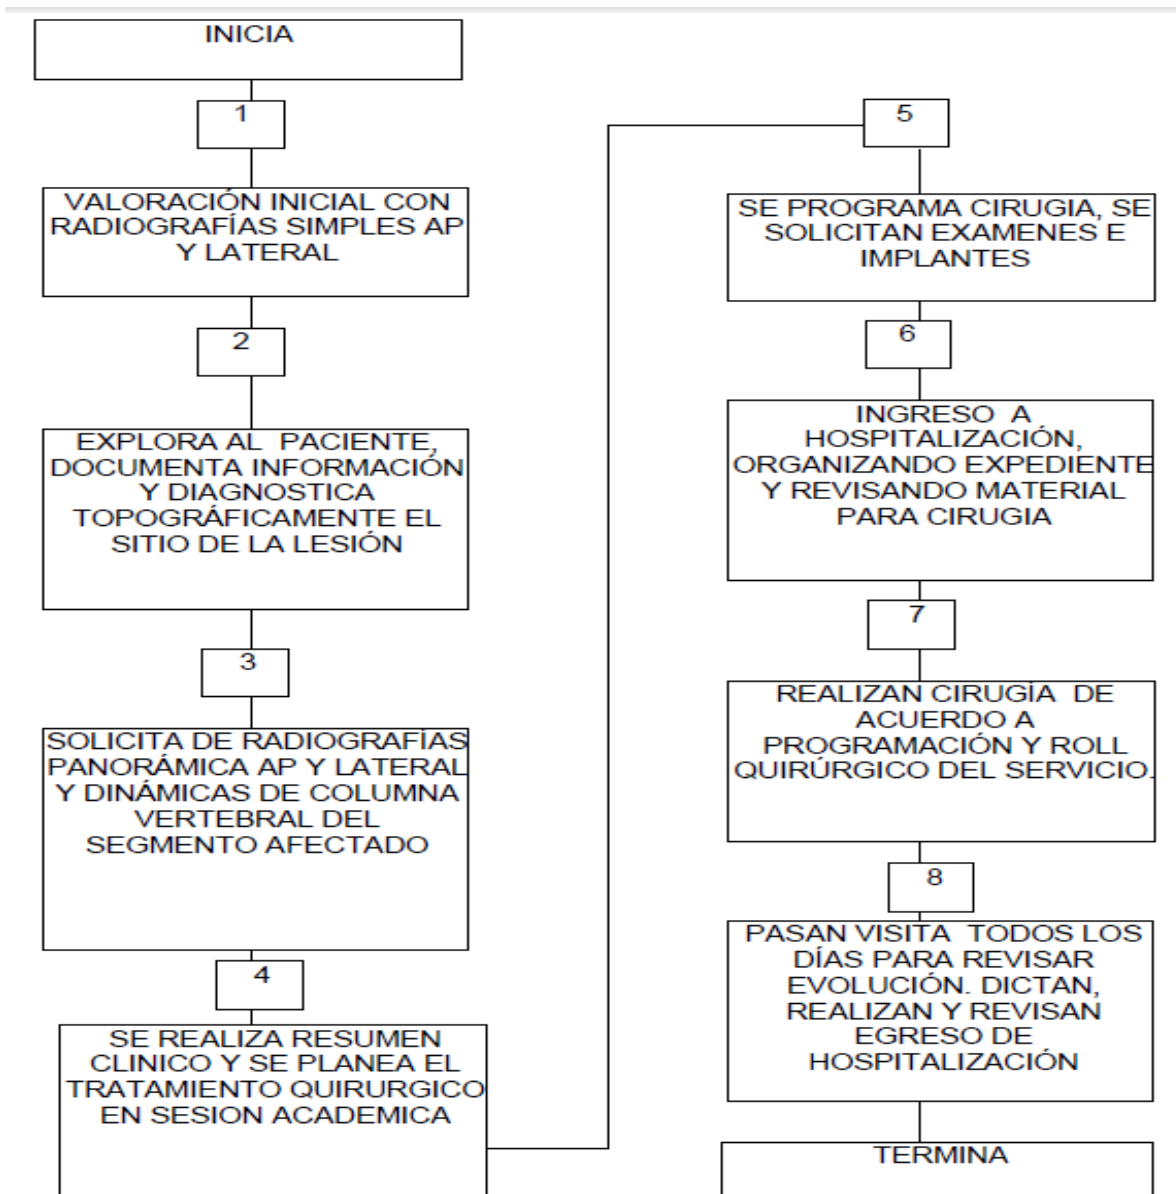 INICIA
1
VALORACIÓN INICIAL CON
RADIOGRAFÍAS SIMPLES AP
Y LATERAL
2
EXPLORA AL PACIENTE,
DOCUMENTA INFORMACIÓN
Y DIAGNOSTICA
TOPOGRÁFICAMENTE EL
SITIO DE LA LESIÓN
3
SOLICITA DE RADIOGRAFÍAS
PANORÁMICA AP Y LATERAL
Y DINÁMICAS DE COLUMNA
VERTEBRAL DEL
SEGMENTO AFECTADO
4
SE REALIZA RESUMEN
CLINICO Y SE PLANEA EL
TRATAMIENTO QUIRURGICO
EN SESION ACADEMICA
5
SE PROGRAMA CIRUGIA, SE
SOLICITAN EXAMENES E
IMPLANTES
6
INGRESO A
HOSPITALIZACIÓN,
ORGANIZANDO EXPEDIENTE
Y REVISANDO MATERIAL
PARA CIRUGIA
7
REALIZAN CIRUGÍA DE
ACUERDO A
PROGRAMACIÓN Y ROLL
QUIRÚRGICO DEL SERVICIO.
8
PASAN VISITA TODOS LOS
DÍAS PARA REVISAR
EVOLUCIÓN. DICTAN,
REALIZAN Y REVISAN
EGRESO DE
HOSPITALIZACIÓN
TERMINA